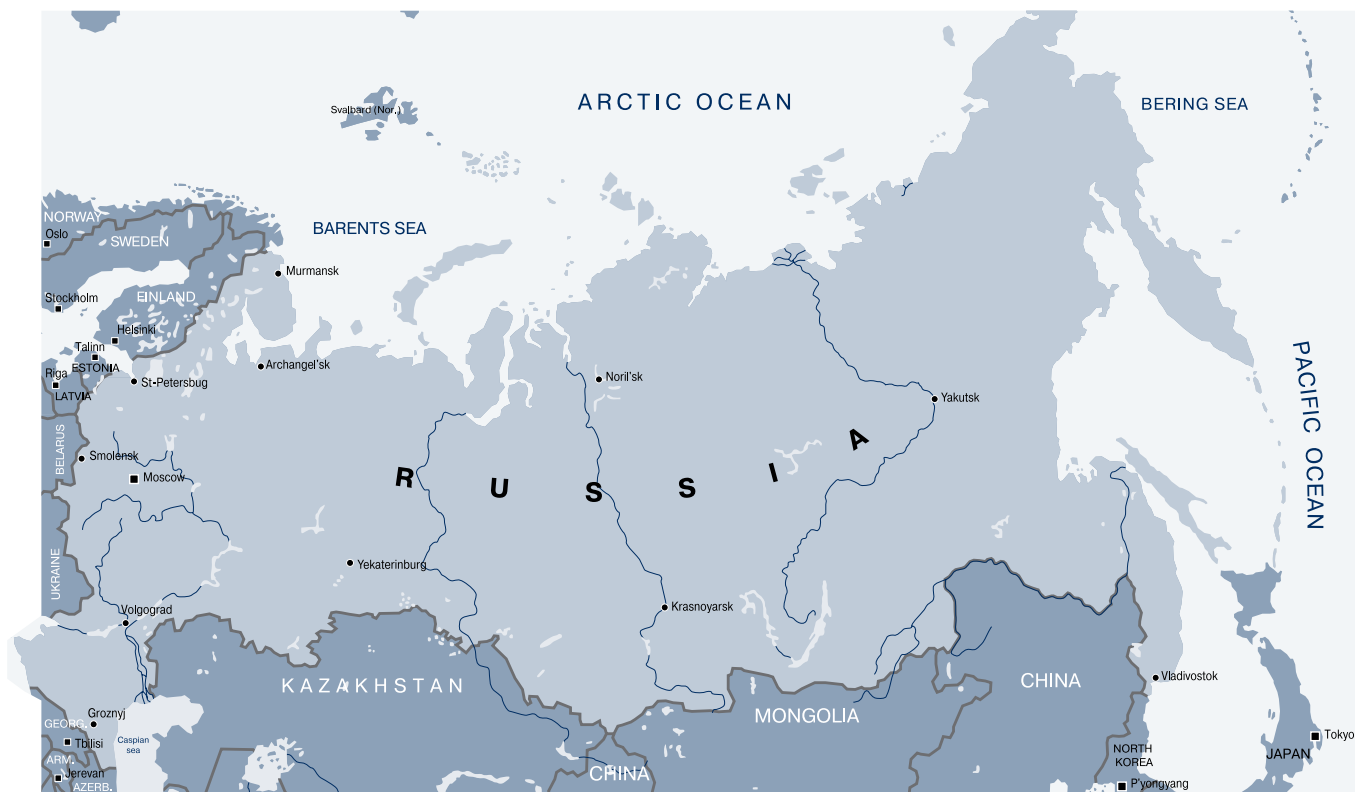 ARCTIC OCEAN
BERING SEA
Svalbard (Nor.)
NORWAY
Oslo
SWEDEN
BARENTS SEA
Murmansk
Stockholm
FINLAND
Helsinki
Talinn
ESTONIA
Riga
LATVIA
St-Petersbug
Archangel'sk
Noril'sk
Yakutsk
PACIFIC OCEAN
BELARUS
Smolensk
Moscow
RUSSIA
UKRAINE
Yekaterinburg
Volgograd
Krasnoyarsk
KAZAKHSTAN
CHINA
Vladivostok
MONGOLIA
Groznyj
GEORG.
Tbilisi
Caspian
sea
ARM.
Jerevan
AZERB.
CHINA
NORTH
KOREA
P'yongyang
JAPAN
Tokyo